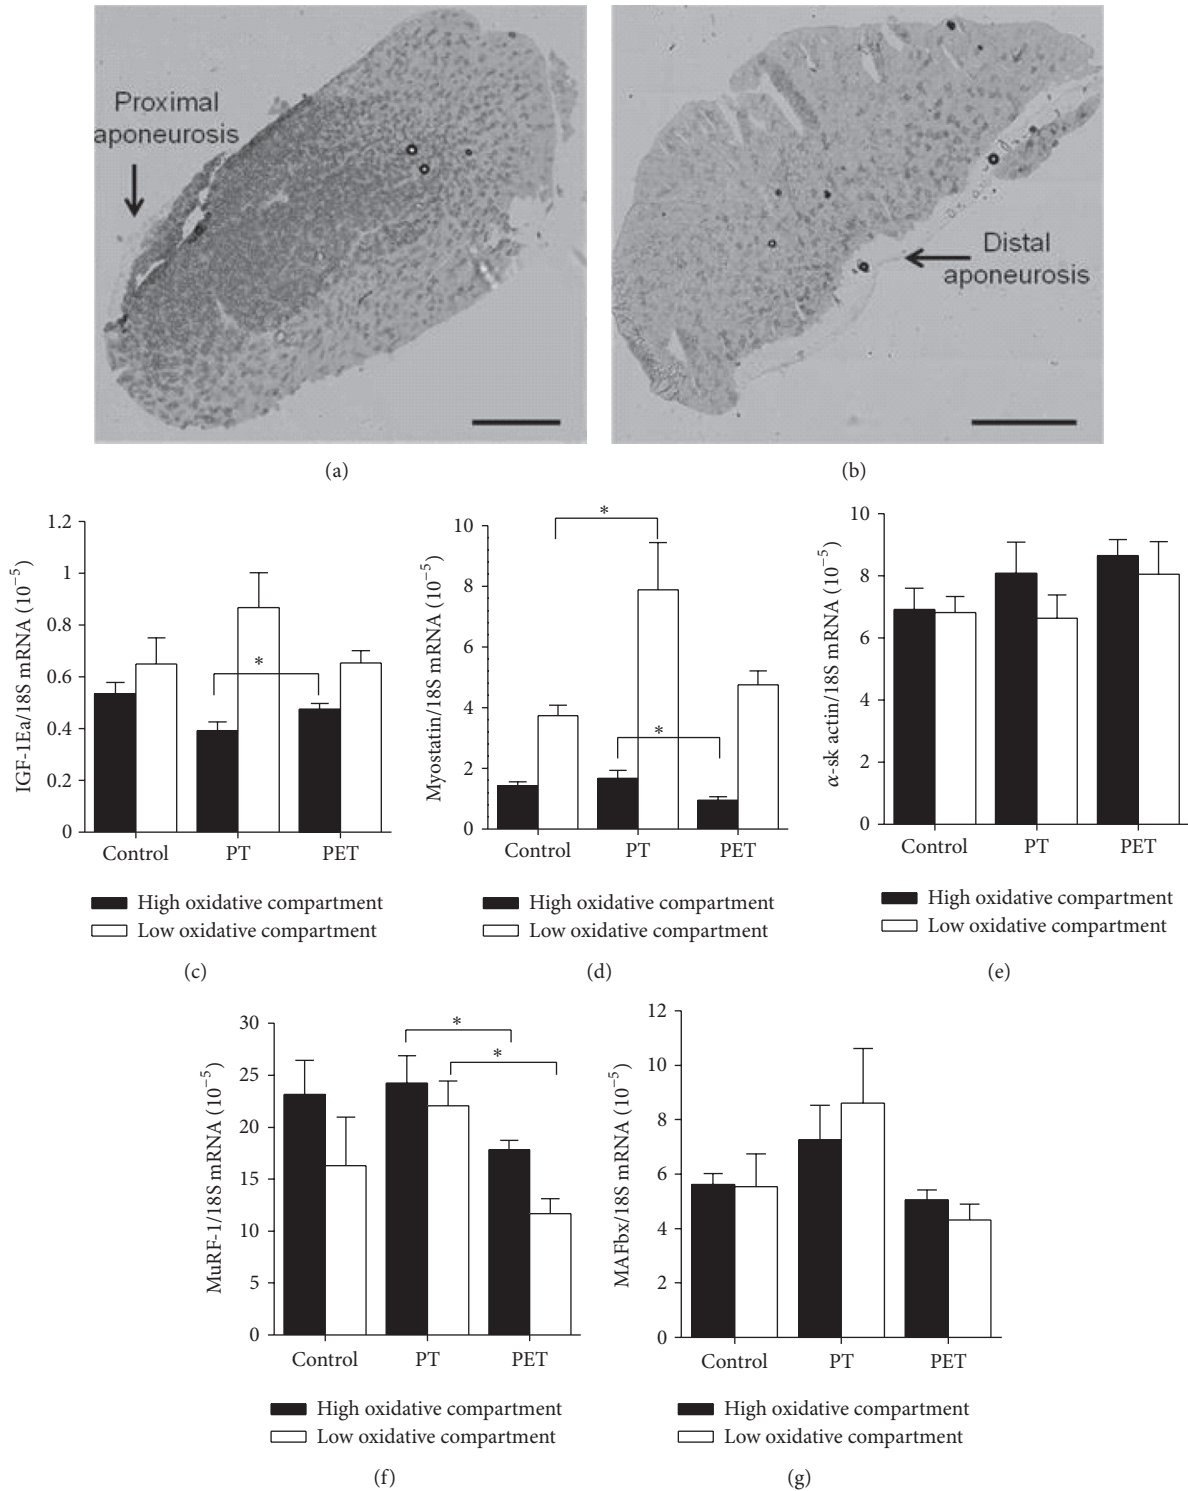 Proximal
aponeurosis
Distal
aponeurosis
(a)
(b)
IGF-1Ea/18S mRNA (10⁻⁵)
1.2
1
0.8
0.6
0.4
0.2
0
*
Control PT PET
High oxidative compartment
Low oxidative compartment
(c)
Myostatin/18S mRNA (10⁻⁵)
10
8
6
4
2
0
*
*
Control PT PET
High oxidative compartment
Low oxidative compartment
(d)
α-sk actin/18S mRNA (10⁻⁵)
10
8
6
4
2
0
Control PT PET
High oxidative compartment
Low oxidative compartment
(e)
MuRF-1/18S mRNA (10⁻⁵)
30
25
20
15
10
5
0
*
*
Control PT PET
High oxidative compartment
Low oxidative compartment
(f)
MAFbx/18S mRNA (10⁻⁵)
12
10
8
6
4
2
0
Control PT PET
High oxidative compartment
Low oxidative compartment
(g)